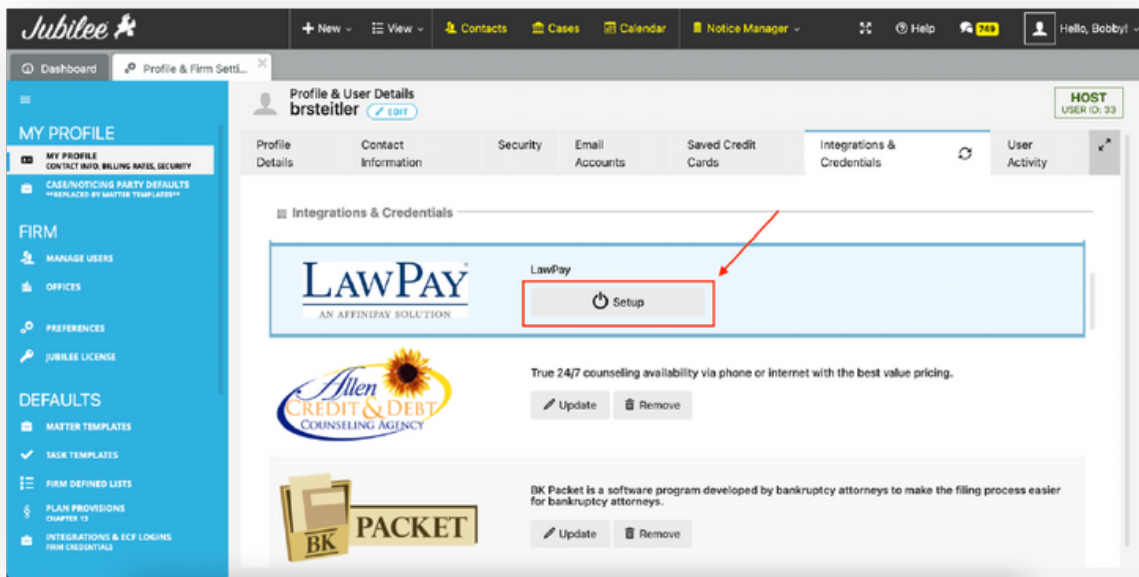 Jubilee
New
View
Contacts
Cases
Calendar
Notice Manager
Help
749
Hello, Bobby!
Dashboard
Profile & Firm Setti...
MY PROFILE
MY PROFILE
CONTACT INFO, BILLING RATES, SECURITY
CASE/NOTICING PARTY DEFAULTS
**REPLACED BY MATTER TEMPLATES**
FIRM
MANAGE USERS
OFFICES
PREFERENCES
JUBILEE LICENSE
DEFAULTS
MATTER TEMPLATES
TASK TEMPLATES
FIRM DEFINED LISTS
§ PLAN PROVISIONS
CHAPTER 13
INTEGRATIONS & ECF LOGINS
FIRM CREDENTIALS
Profile & User Details
brsteitler
EDIT
HOST
USER ID: 33
Profile
Details
Contact
Information
Security
Email
Accounts
Saved Credit
Cards
Integrations &
Credentials
User
Activity
Integrations & Credentials
LAWPAY
AN AFFINIPAY SOLUTION
LawPay
Setup
Allen
CREDIT & DEBT
COUNSELING AGENCY
True 24/7 counseling availability via phone or internet with the best value pricing.
Update
Remove
BK
PACKET
BK Packet is a software program developed by bankruptcy attorneys to make the filing process easier
for bankruptcy attorneys.
Update
Remove